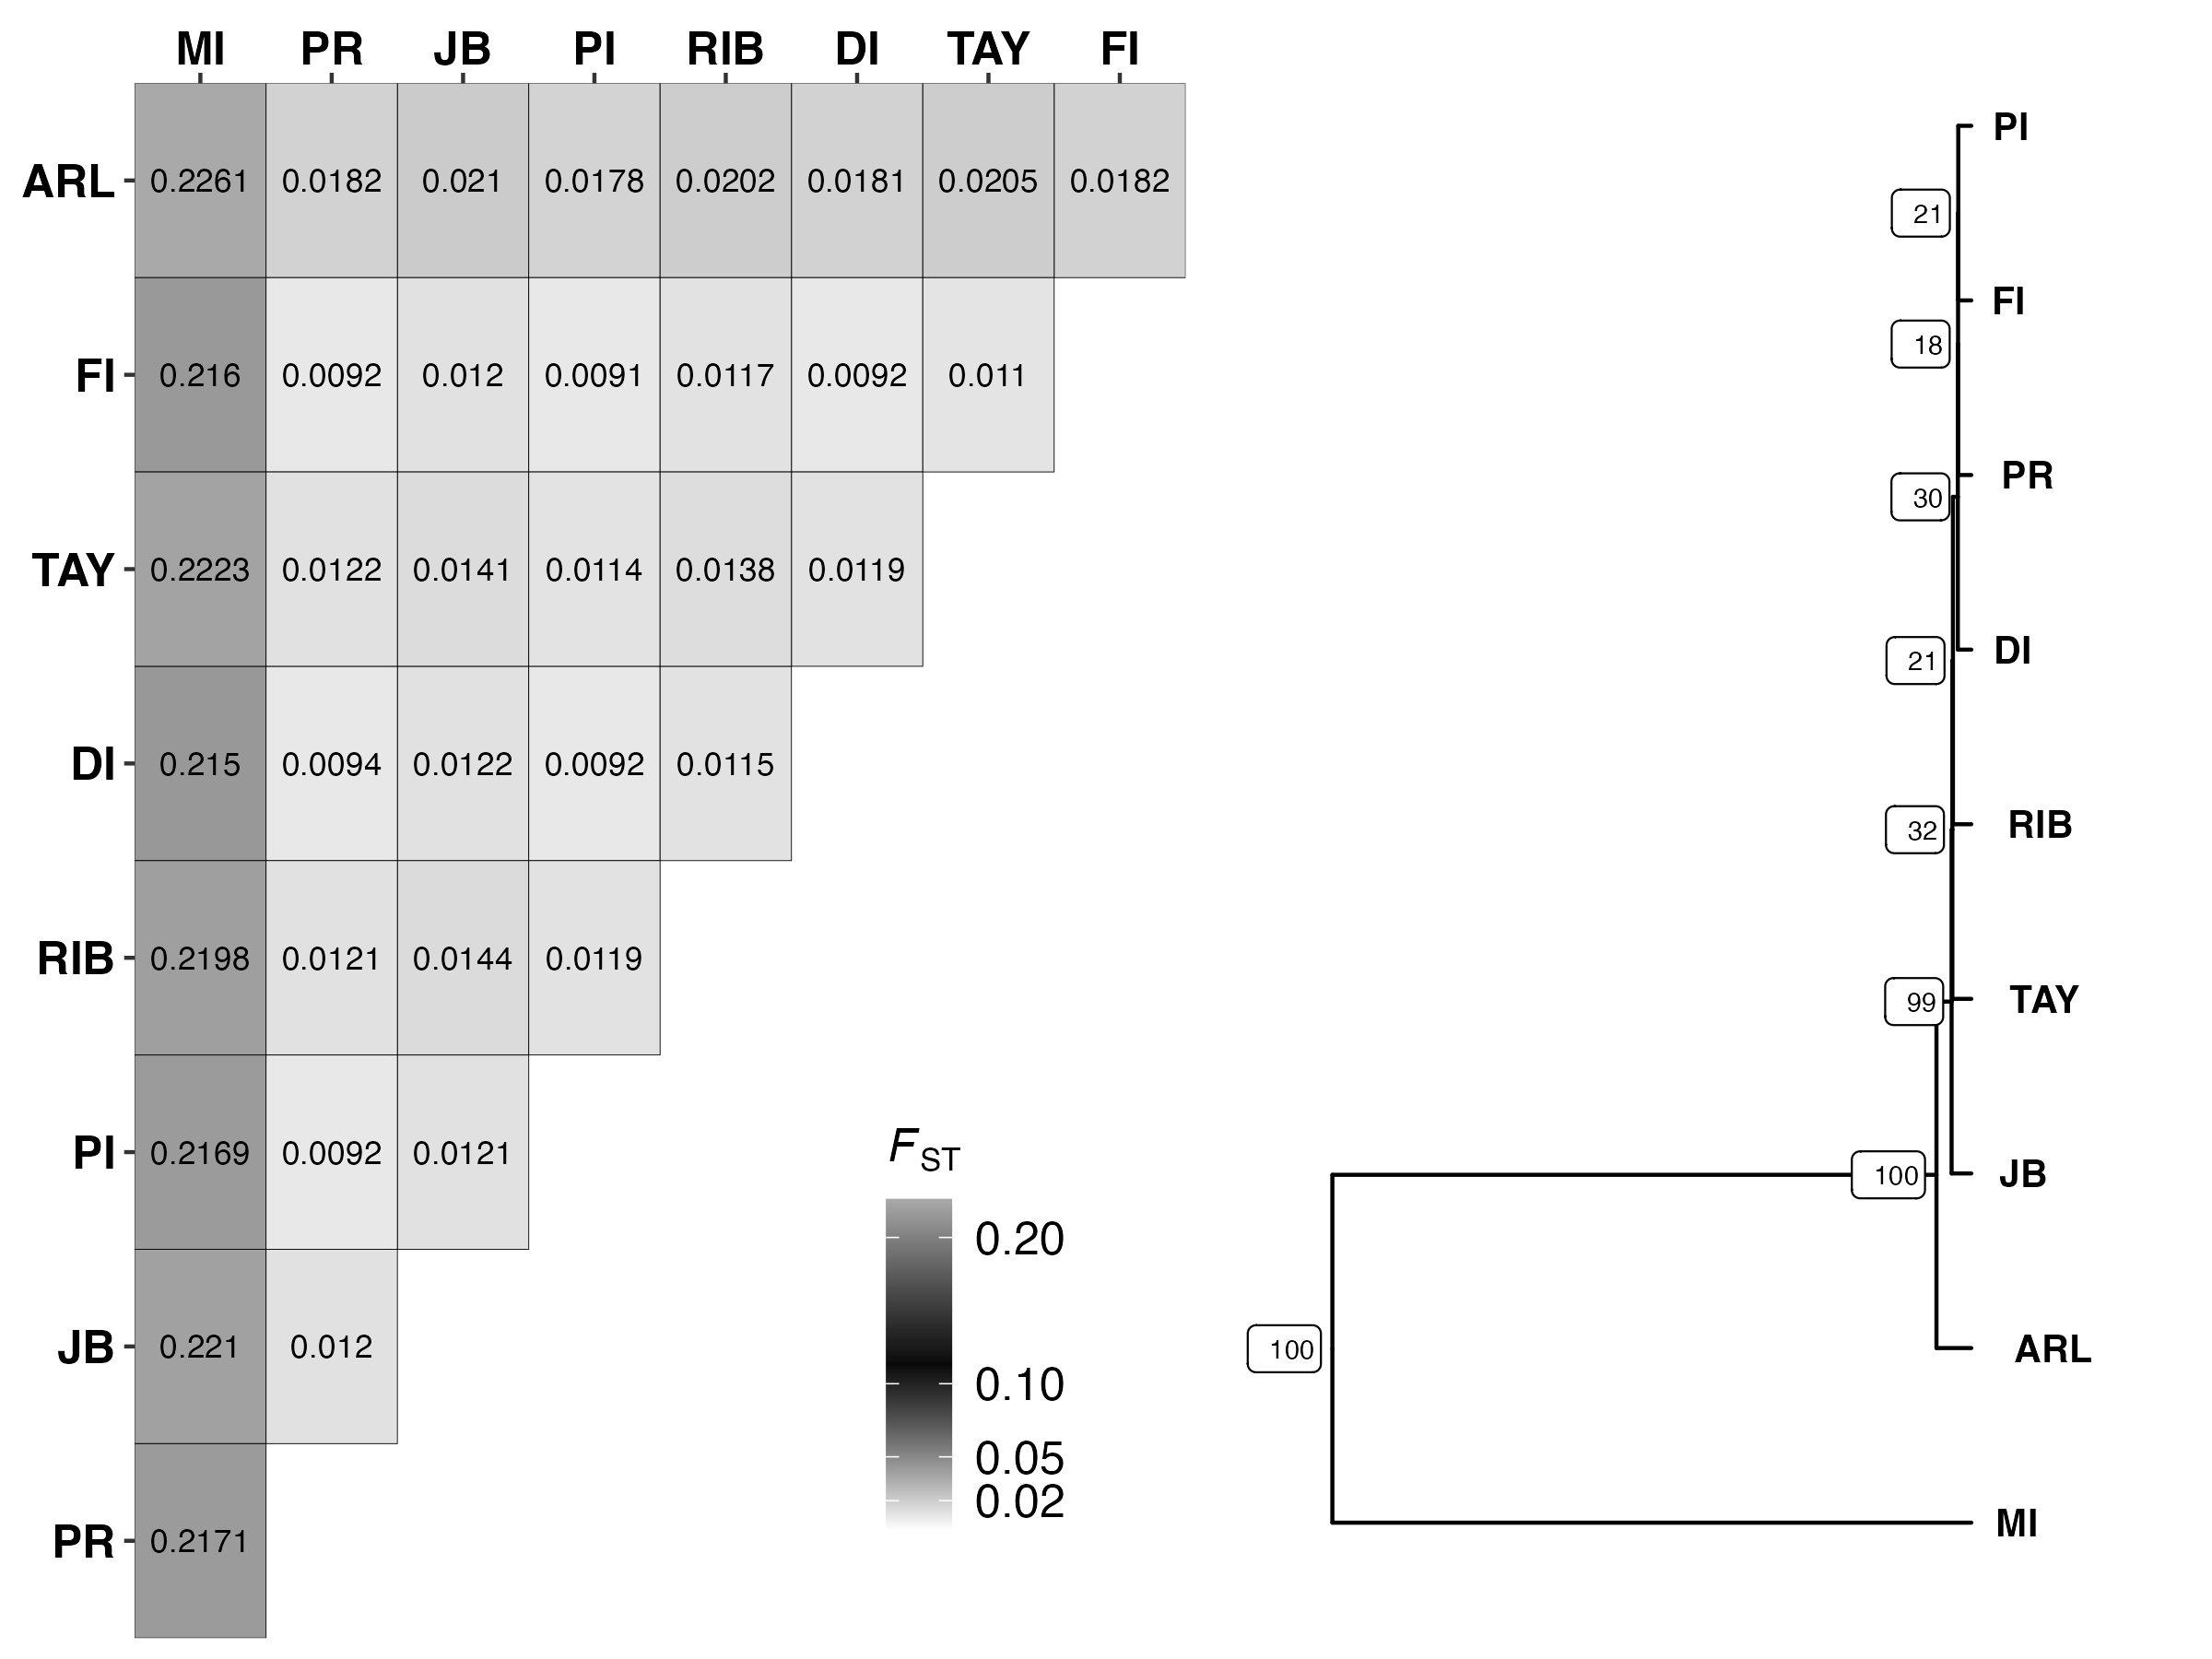 MI PR JB PI RIB DI TAY FI
ARL 0.2261 0.0182 0.021 0.0178 0.0202 0.0181 0.0205 0.0182
FI 0.216 0.0092 0.012 0.0091 0.0117 0.0092 0.011
TAY 0.2223 0.0122 0.0141 0.0114 0.0138 0.0119
DI 0.215 0.0094 0.0122 0.0092 0.0115
RIB 0.2198 0.0121 0.0144 0.0119
PI 0.2169 0.0092 0.0121
JB 0.221 0.012
PR 0.2171
FST
0.20
0.10
0.05
0.02
PI
21
FI
18
PR
30
DI
21
RIB
32
TAY
99
JB
100
ARL
100
MI